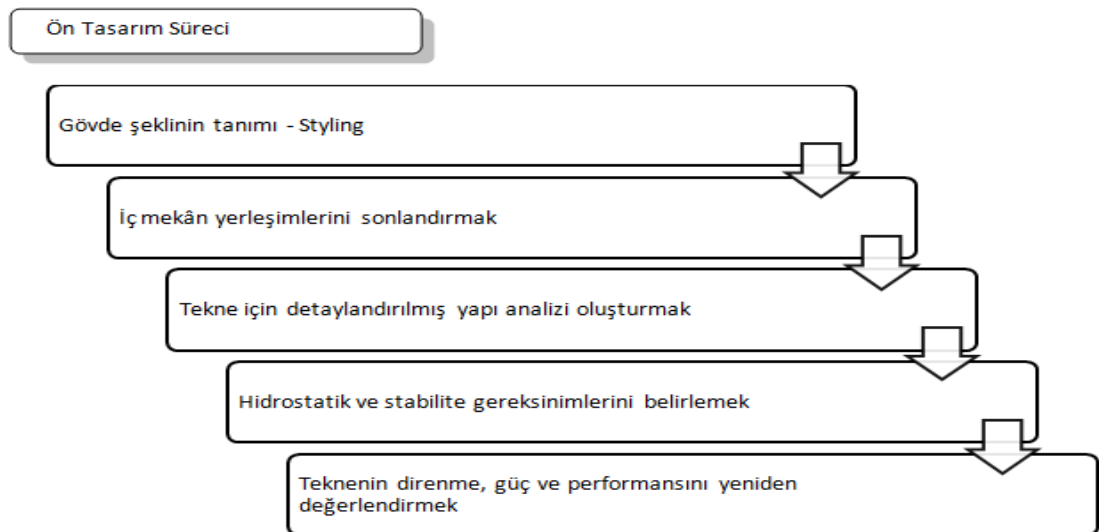 Ön Tasarım Süreci
Gövde şeklinin tanımı - Styling
İç mekân yerleşimlerini sonlandırmak
Tekne için detaylandırılmış yapı analizi oluşturmak
Hidrostatik ve stabilite gereksinimlerini belirlemek
Teknenin direnme, güç ve performansını yeniden
değerlendirmek